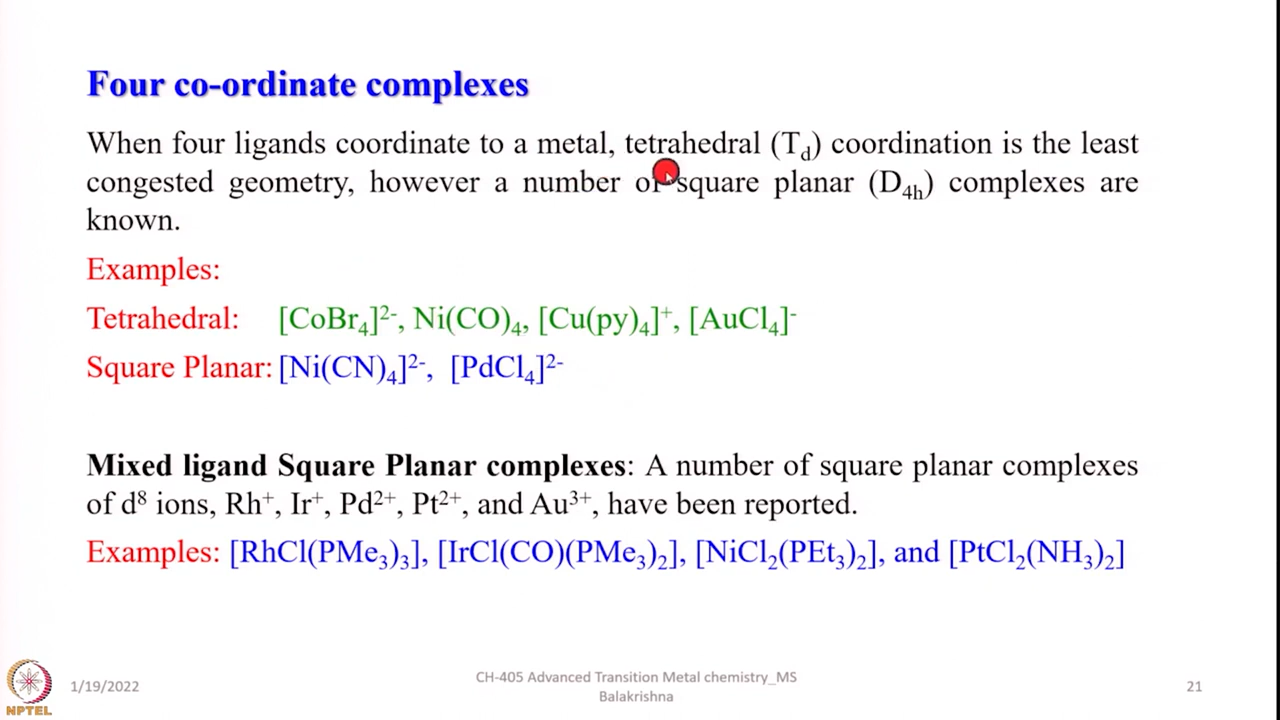 Four co-ordinate complexes
When four ligands coordinate to a metal, tetrahedral (T_d) coordination is the least
congested geometry, however a number of square planar (D_4h) complexes are
known.
Examples:
Tetrahedral: [CoBr₄]²⁻, Ni(CO)₄, [Cu(py)₄]⁺, [AuCl₄]⁻
Square Planar: [Ni(CN)₄]²⁻, [PdCl₄]²⁻
Mixed ligand Square Planar complexes: A number of square planar complexes
of d⁸ ions, Rh⁺, Ir⁺, Pd²⁺, Pt²⁺, and Au³⁺, have been reported.
Examples: [RhCl(PMe₃)₃], [IrCl(CO)(PMe₃)₂], [NiCl₂(PEt₃)₂], and [PtCl₂(NH₃)₂]
NPTEL
1/19/2022
CH-405 Advanced Transition Metal chemistry_MS
Balakrishna
21